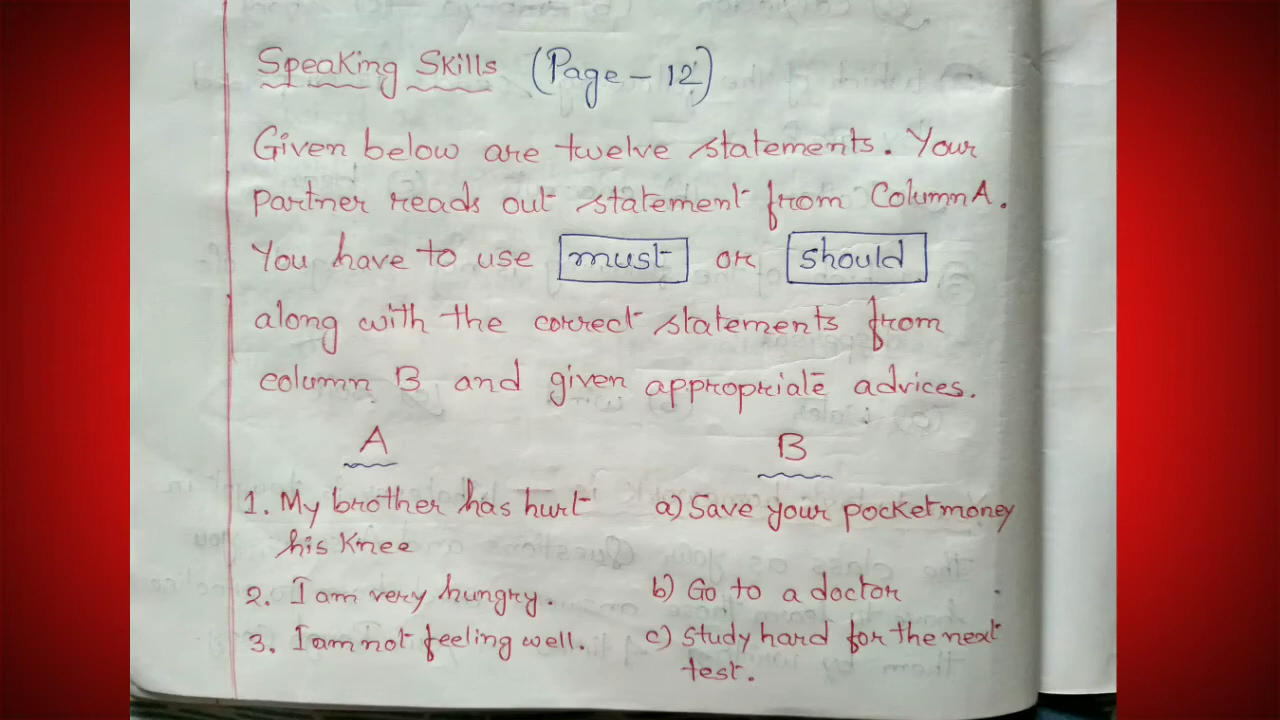 Speaking Skills (Page - 12)
Given below are twelve statements. Your
partner reads out statement from Column A.
You have to use must or should
along with the correct statements from
column B and given appropriate advices.
A B
1. My brother has hurt a) Save your pocket money
his Knee
2. I am very hungry. b) Go to a doctor
3. I am not feeling well. c) Study hard for the next
test.